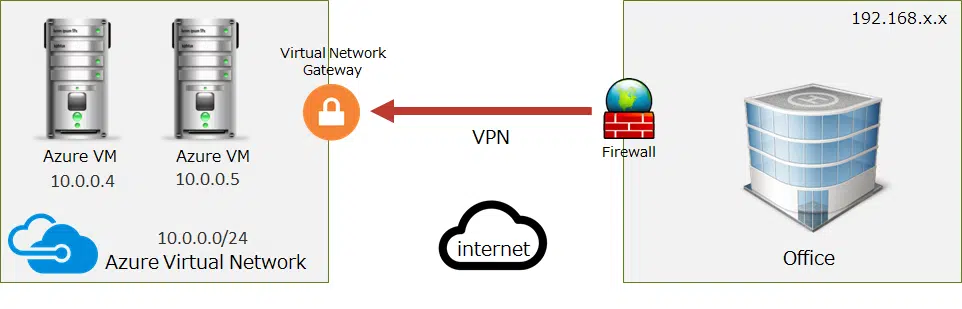 192.168.x.x
Virtual Network
Gateway
VPN
Firewall
Azure VM
10.0.0.4
Azure VM
10.0.0.5
internet
10.0.0.0/24
Azure Virtual Network
Office